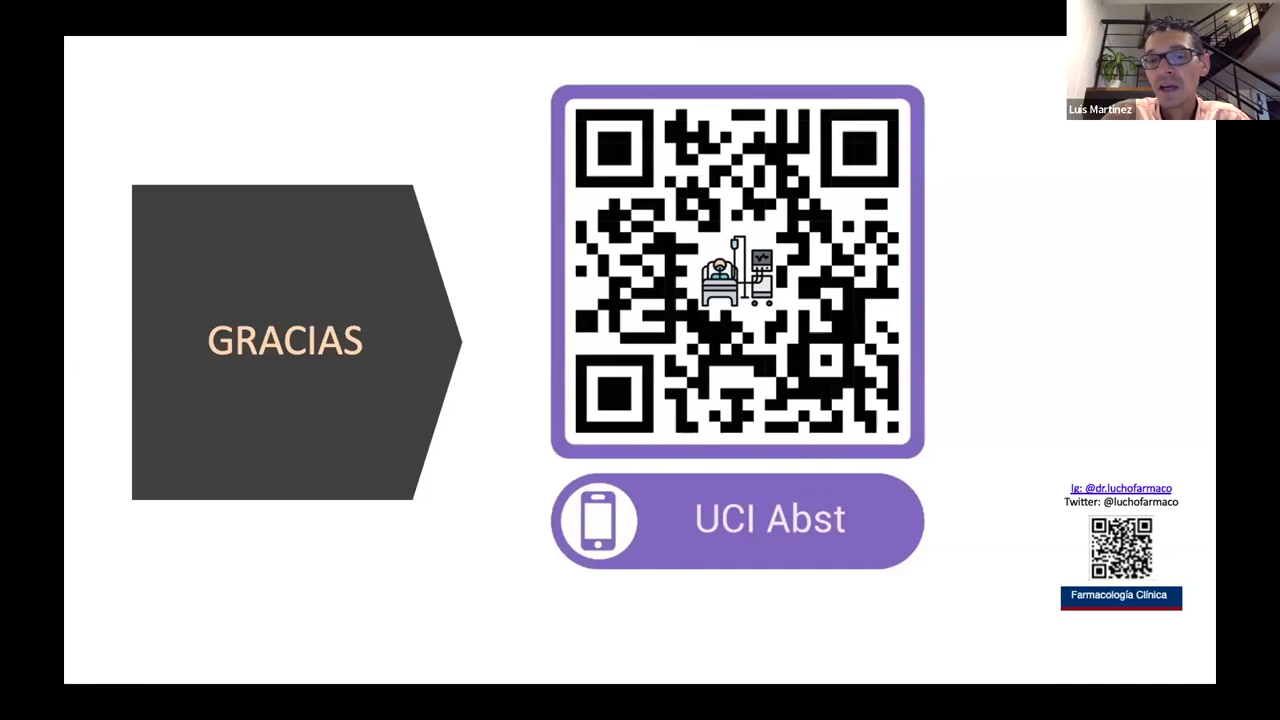 Luis Martinez
GRACIAS
UCI Abst
Ig: @dr.luchofarmaco
Twitter: @luchofarmaco
Farmacología Clínica